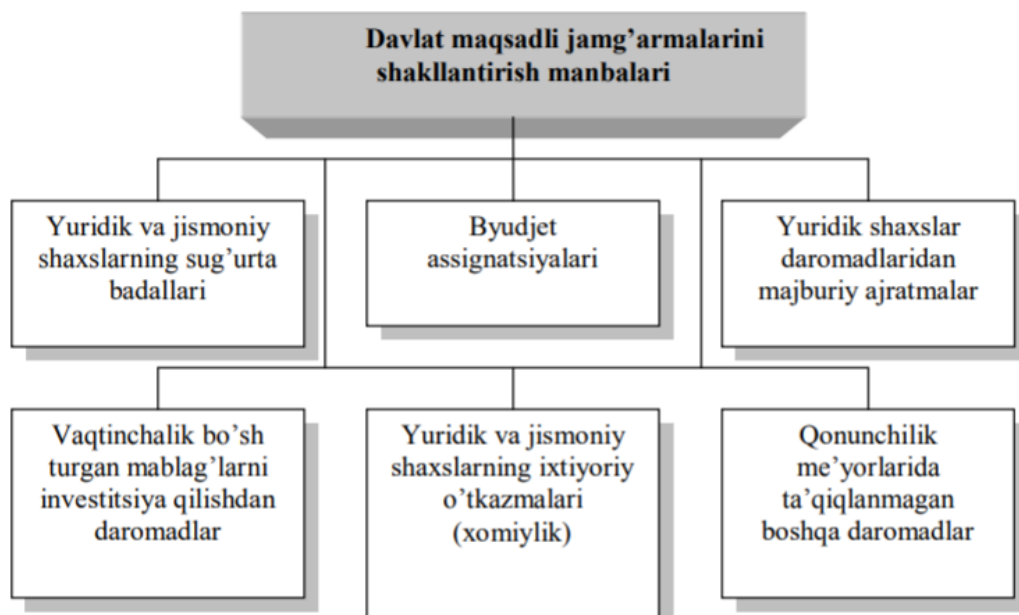 Davlat maqsadli jamg’armalarini
shakllantirish manbalari
Yuridik va jismoniy
shaxslarning sug’urta
badallari
Byudjet
assignatsiyalari
Yuridik shaxslar
daromadlaridan
majburiy ajratmalar
Vaqtinchalik bo’sh
turgan mablag’larni
investitsiya qilishdan
daromadlar
Yuridik va jismoniy
shaxslarning ixtiyoriy
o’tkazmalari
(xomiylik)
Qonunchilik
me’yorlarida
ta’qiqlanmagan
boshqa daromadlar